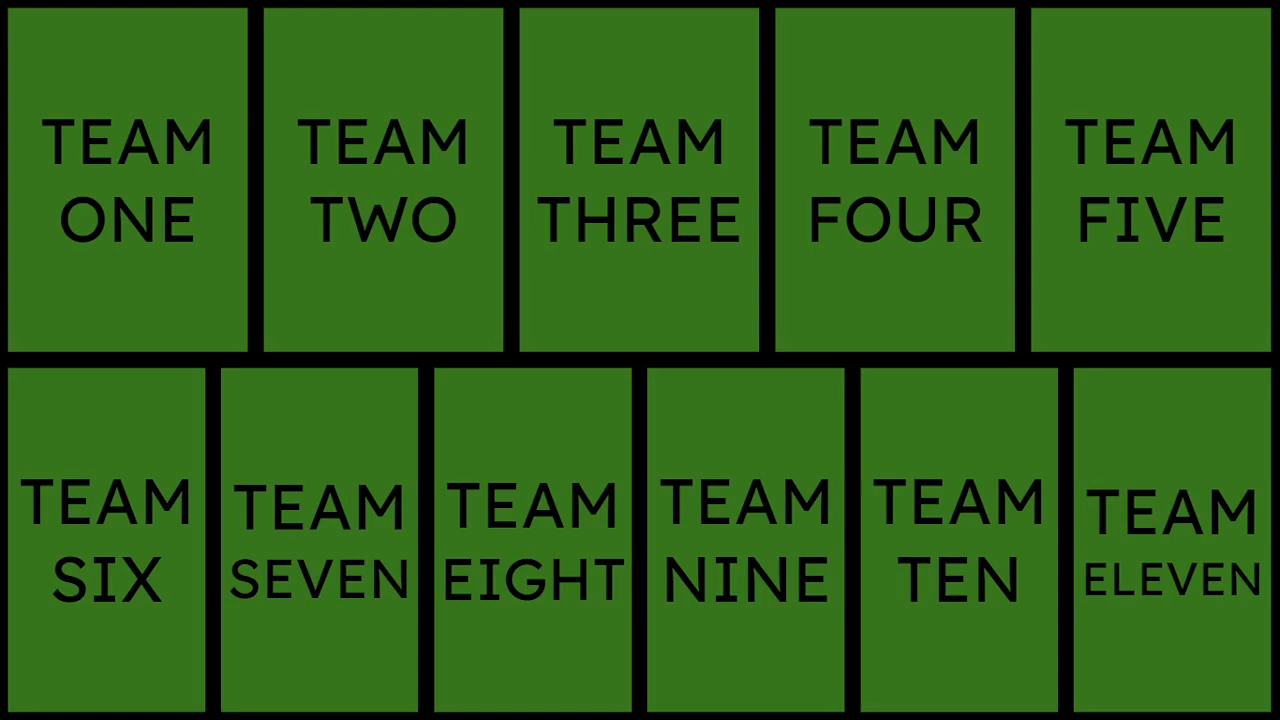 TEAM
ONE
TEAM
TWO
TEAM
THREE
TEAM
FOUR
TEAM
FIVE
TEAM
SIX
TEAM
SEVEN
TEAM
EIGHT
TEAM
NINE
TEAM
TEN
TEAM
ELEVEN